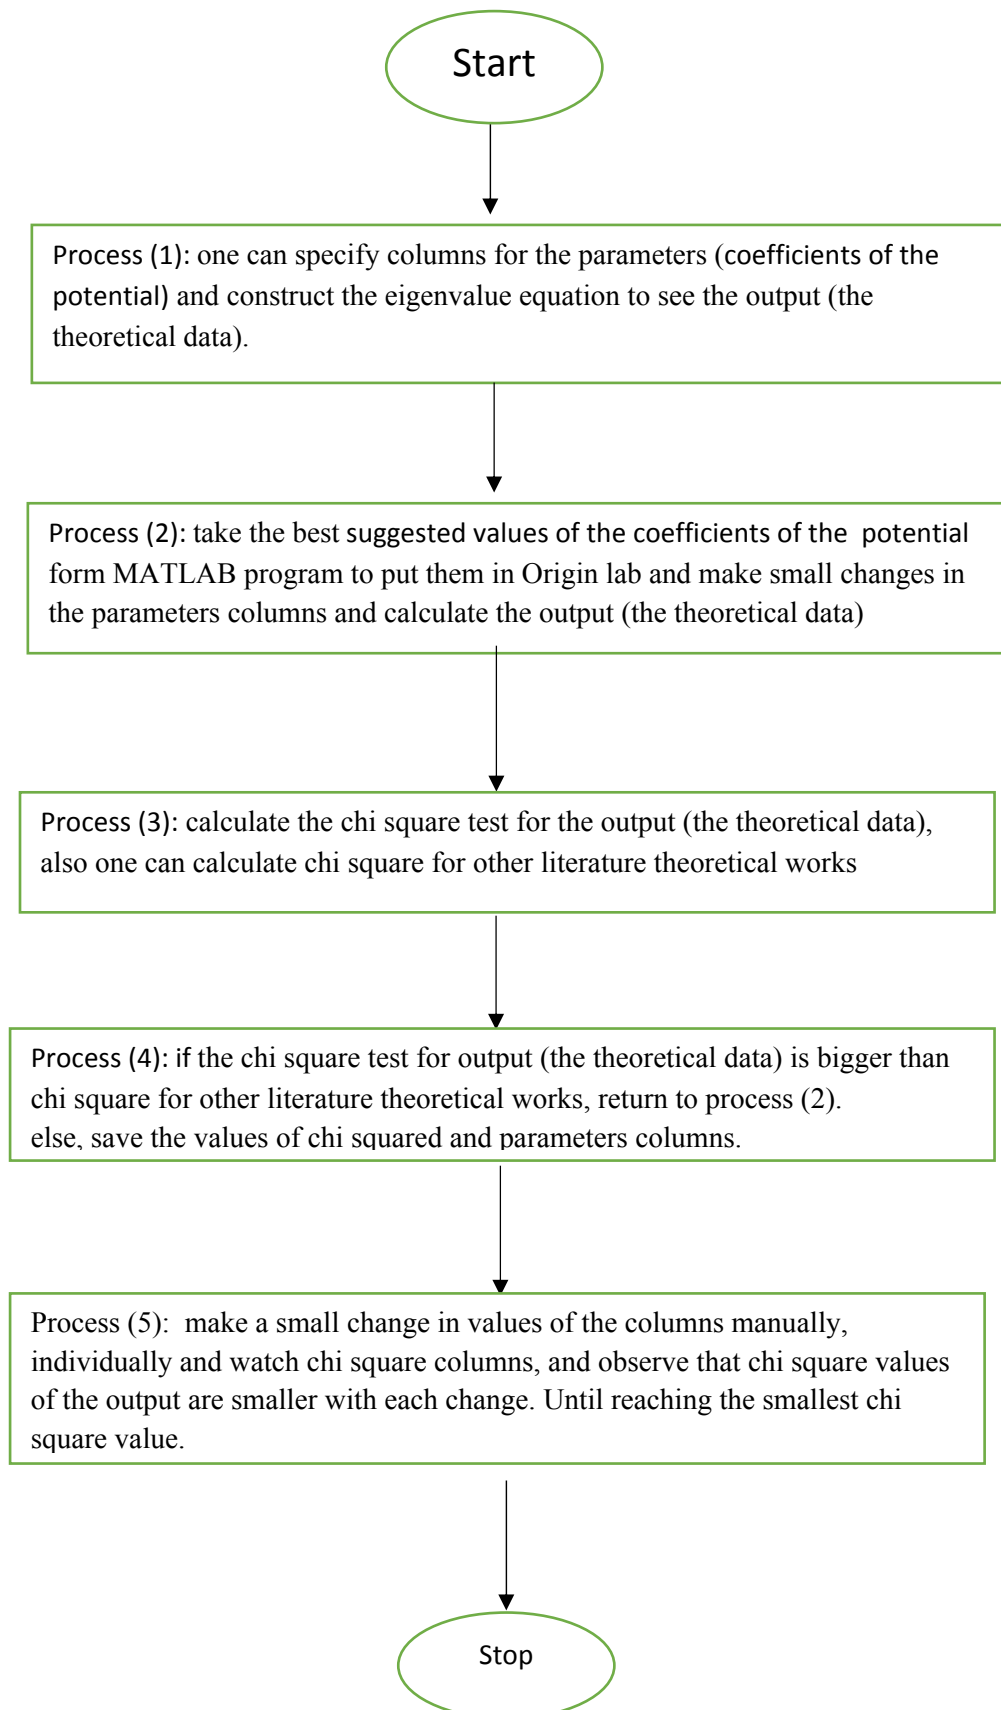 Start
Process (1): one can specify columns for the parameters (coefficients of the
potential) and construct the eigenvalue equation to see the output (the
theoretical data).
Process (2): take the best suggested values of the coefficients of the potential
form MATLAB program to put them in Origin lab and make small changes in
the parameters columns and calculate the output (the theoretical data)
Process (3): calculate the chi square test for the output (the theoretical data),
also one can calculate chi square for other literature theoretical works
Process (4): if the chi square test for output (the theoretical data) is bigger than
chi square for other literature theoretical works, return to process (2).
else, save the values of chi squared and parameters columns.
Process (5): make a small change in values of the columns manually,
individually and watch chi square columns, and observe that chi square values
of the output are smaller with each change. Until reaching the smallest chi
square value.
Stop